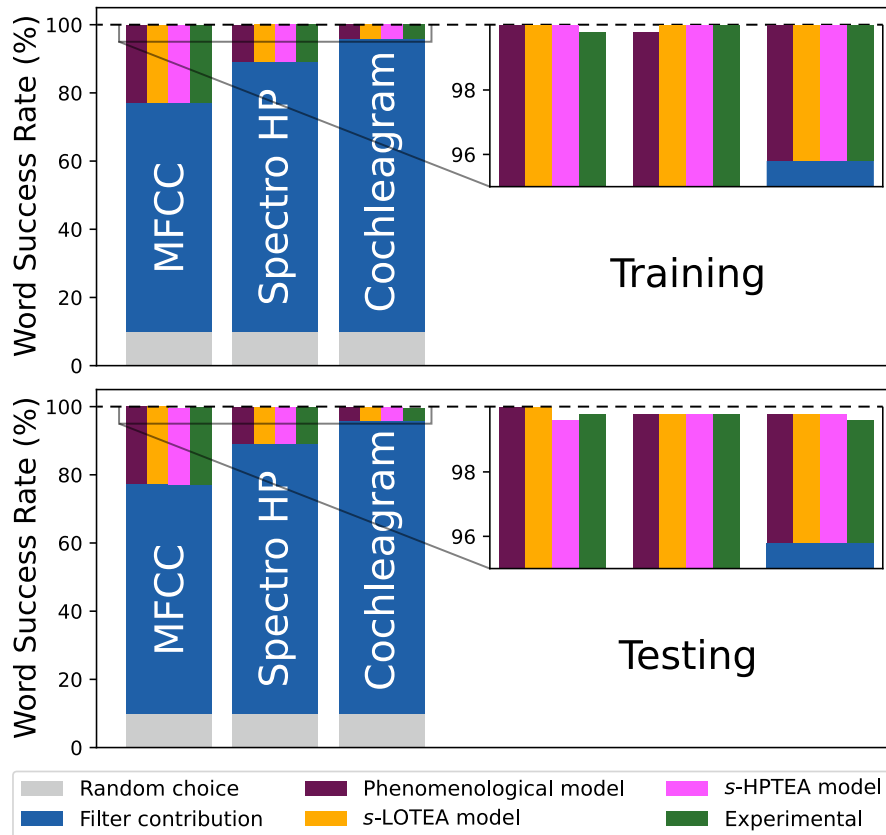 Word Success Rate (%)
100
80
60
40
20
0
MFCC
Spectro HP
Cochleagram
98
96
Training
Word Success Rate (%)
100
80
60
40
20
0
MFCC
Spectro HP
Cochleagram
98
96
Testing
Random choice
Filter contribution
Phenomenological model
s-LOTEA model
s-HPTEA model
Experimental